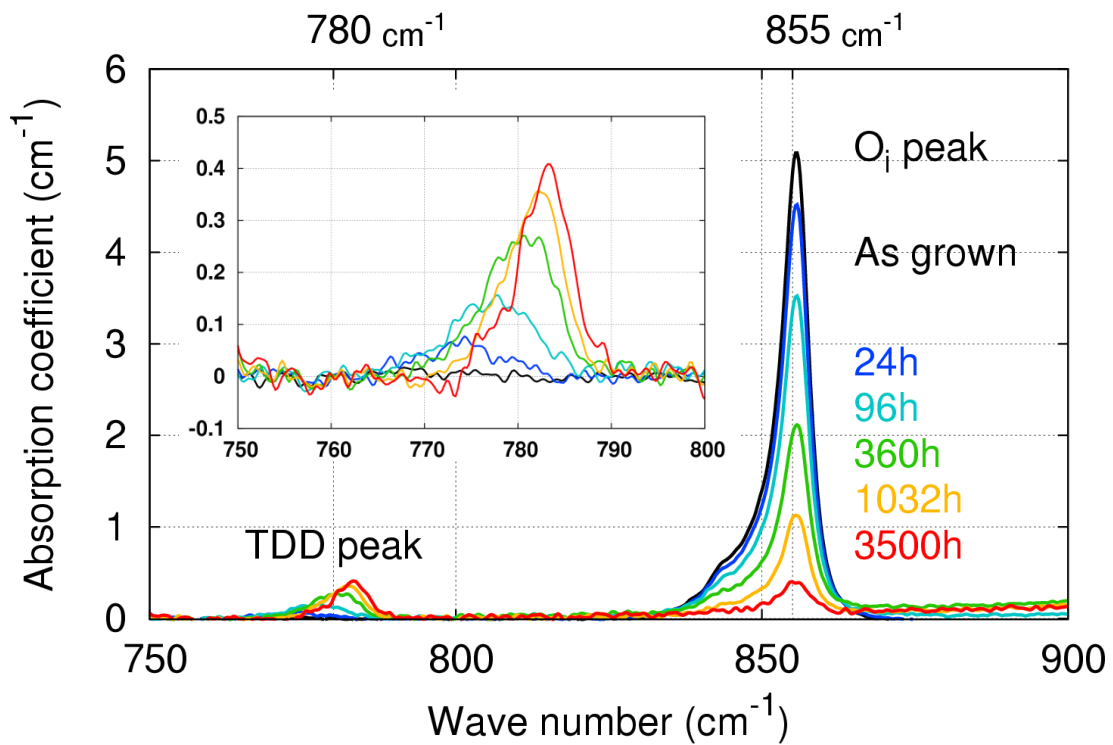 780 cm-1
855 cm-1
Absorption coefficient (cm-1)
6
5
4
3
2
1
0
0.5
0.4
0.3
0.2
0.1
0
-0.1
750 760 770 780 790 800
Oi peak
As grown
24h
96h
360h
1032h
3500h
TDD peak
750 800 850 900
Wave number (cm-1)